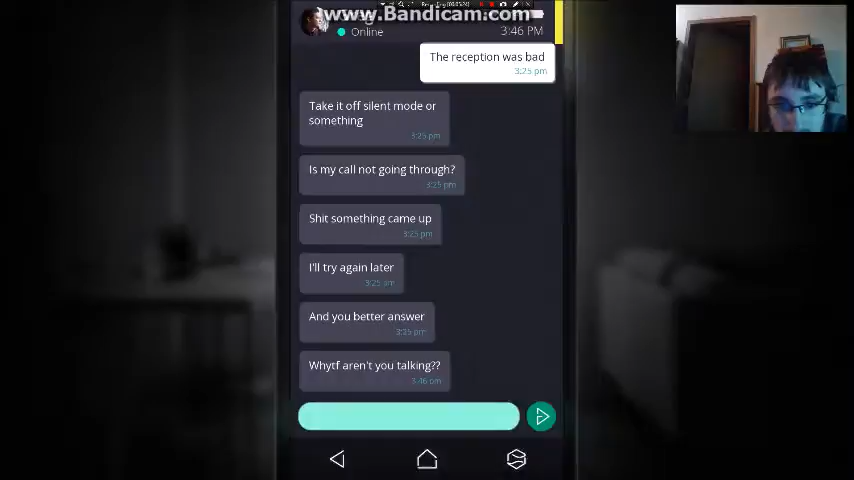 www.Bandicam.com
Online
3:46 PM
The reception was bad
3:25 pm
Take it off silent mode or
something
3:25 pm
Is my call not going through?
3:25 pm
Shit something came up
3:25 pm
I'll try again later
3:25 pm
And you better answer
3:25 pm
Whytf aren't you talking??
3:46 pm